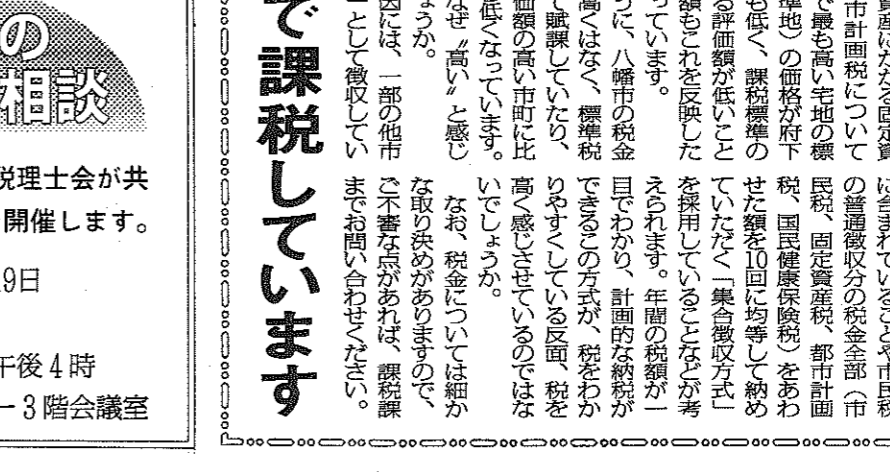 資産にかかる固定資
市計画税について
で最も高い宅地の標
準地）の価格が府下
も低く、課税標準の
る評価額が低いこと
額もこれを反映した
っています。
うに、八幡市の税金
高くはなく、標準税
て賦課していたり、
価額の高い市町に比
低くなっています。
なぜ〝高い〟と感じ
ょうか。
因には、一部の他市
ーとして徴収してい
に含まれていることや市民税
の普通徴収分の税金全部（市
民税、固定資産税、都市計画
税、国民健康保険税）をあわ
せた額を10回に均等して納め
ていただく「集合徴収方式」
を採用していることなどが考
えられます。年間の税額が一
目でわかり、計画的な納税が
できるこの方式が、税をわか
りやすくしている反面、税を
高く感じさせているのではな
いでしょうか。
なお、税金については細か
な取り決めがありますので、
ご不審な点があれば、課税課
までお問い合わせください。
で課税しています
の
相談
税理士会が共
開催します。
9日
午後4時
ー3階会議室